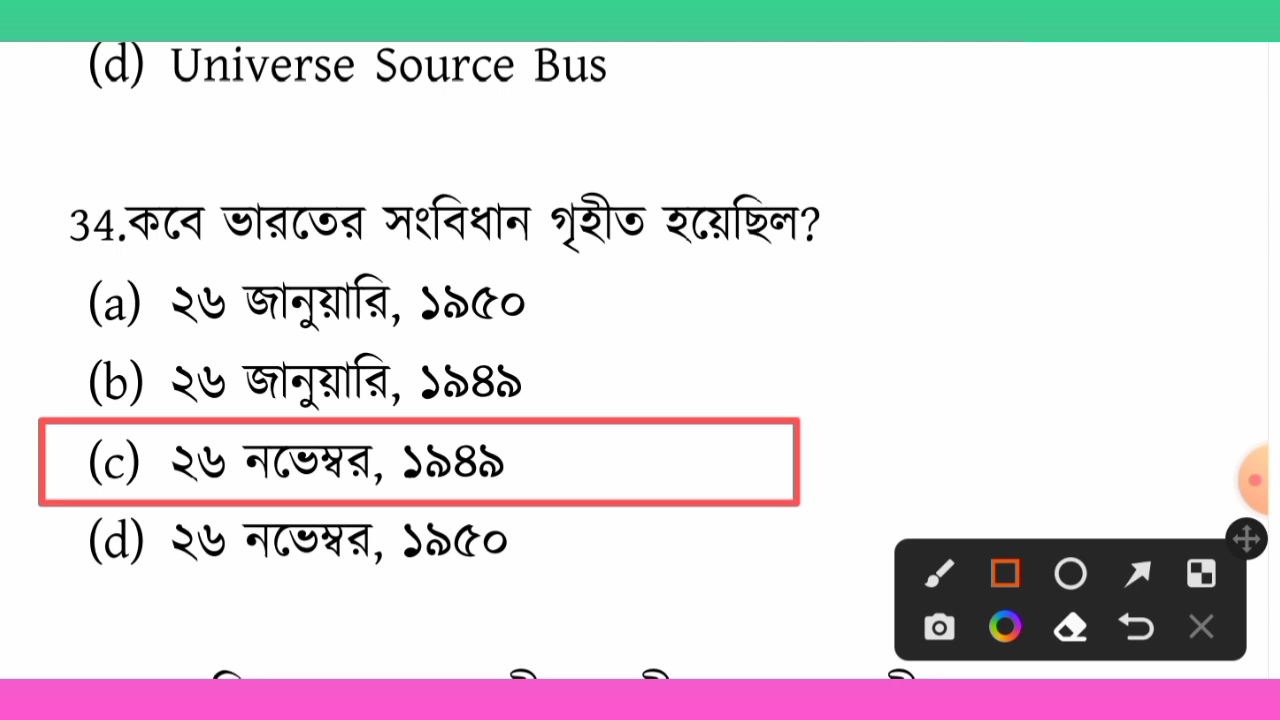 (d) Universe Source Bus
34.কবে ভারতের সংবিধান গৃহীত হয়েছিল?
(a) ২৬ জানুয়ারি, ১৯৫০
(b) ২৬ জানুয়ারি, ১৯৪৯
(c) ২৬ নভেম্বর, ১৯৪৯
(d) ২৬ নভেম্বর, ১৯৫০